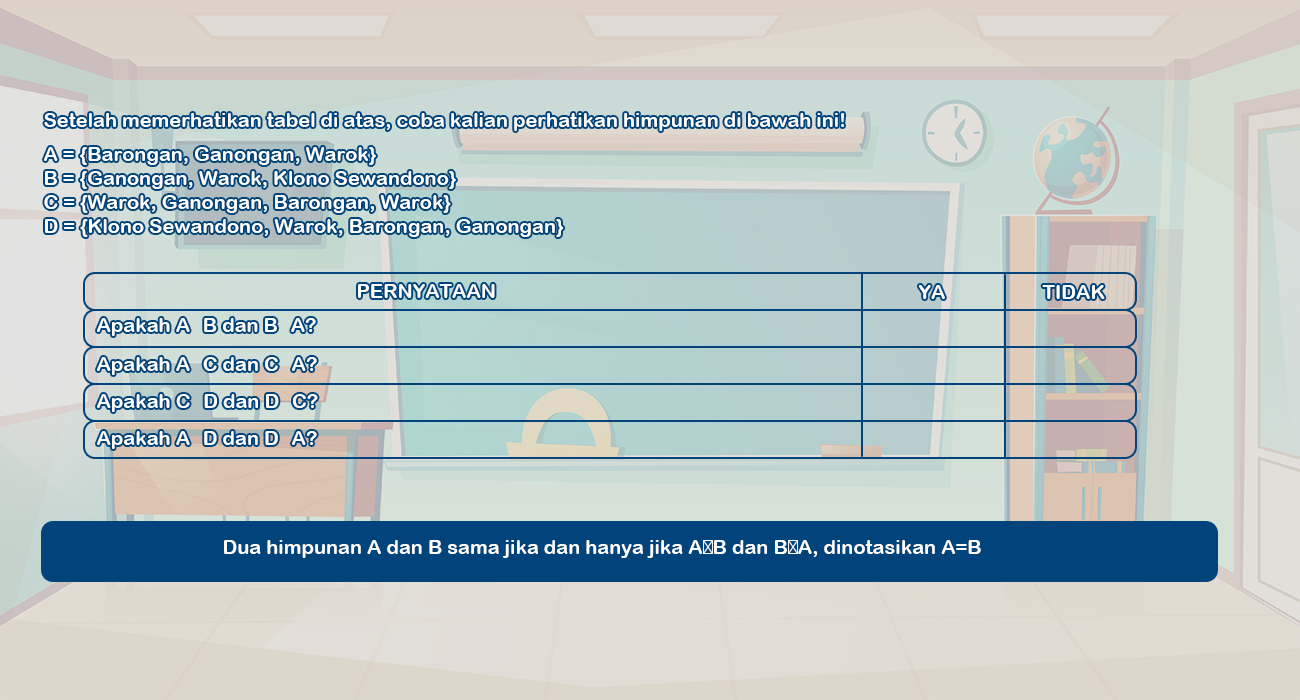 Setelah memerhatikan tabel di atas, coba kalian perhatikan himpunan di bawah ini!
A = {Barongan, Ganongan, Warok}
B = {Ganongan, Warok, Klono Sewandono}
C = {Warok, Ganongan, Barongan, Warok}
D = {Klono Sewandono, Warok, Barongan, Ganongan}
PERNYATAAN YA TIDAK
Apakah A B dan B A?
Apakah A C dan C A?
Apakah C D dan D C?
Apakah A D dan D A?
Dua himpunan A dan B sama jika dan hanya jika A▯B dan B▯A, dinotasikan A=B